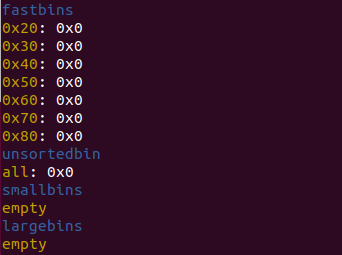 fastbins
0x20: 0x0
0x30: 0x0
0x40: 0x0
0x50: 0x0
0x60: 0x0
0x70: 0x0
0x80: 0x0
unsortedbin
all: 0x0
smallbins
empty
largebins
empty